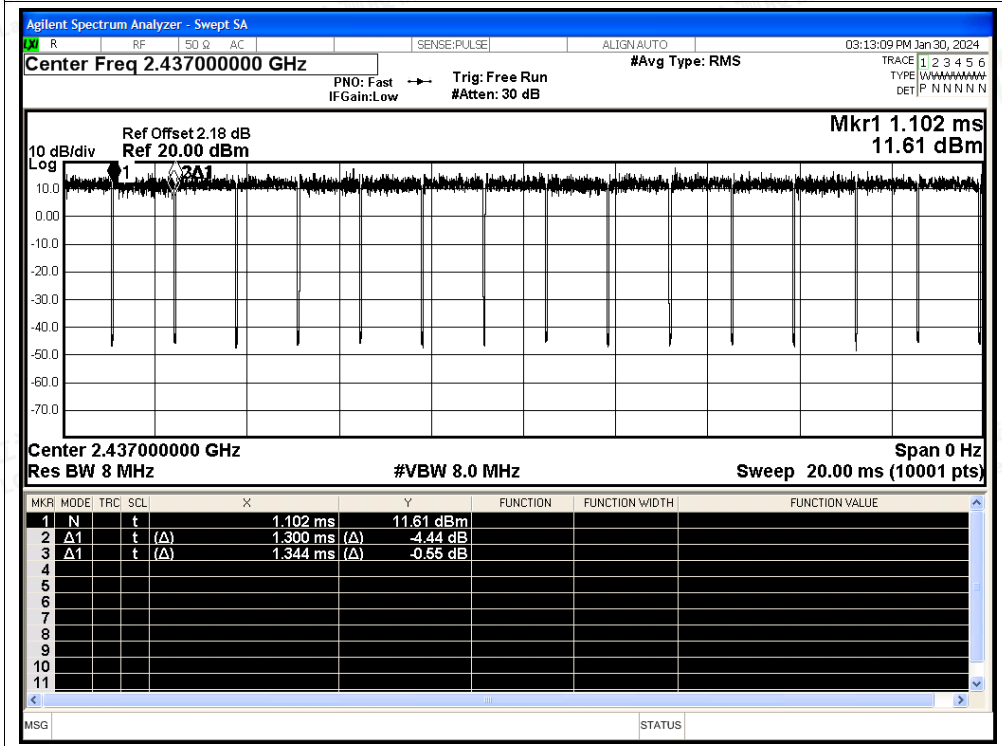 Agilent Spectrum Analyzer - Swept SA
LXI R RF 50 Ω AC SENSE:PULSE ALIGN AUTO 03:13:09 PM Jan 30, 2024
Center Freq 2.437000000 GHz #Avg Type: RMS TRACE 1 2 3 4 5 6
PNO: Fast Trig: Free Run TYPE
IFGain:Low #Atten: 30 dB DET P N N N N N
Mkr1 1.102 ms
Ref Offset 2.18 dB
10 dB/div Ref 20.00 dBm 11.61 dBm
Log
1 3Δ1
10.0
0.00
-10.0
-20.0
-30.0
-40.0
-50.0
-60.0
-70.0
Center 2.437000000 GHz Span 0 Hz
Res BW 8 MHz #VBW 8.0 MHz Sweep 20.00 ms (10001 pts)
MKR MODE TRC SCL X Y FUNCTION FUNCTION WIDTH FUNCTION VALUE
1 N t 1.102 ms 11.61 dBm
2 Δ1 t (Δ) 1.300 ms (Δ) -4.44 dB
3 Δ1 t (Δ) 1.344 ms (Δ) -0.55 dB
4
5
6
7
8
9
10
11
MSG STATUS